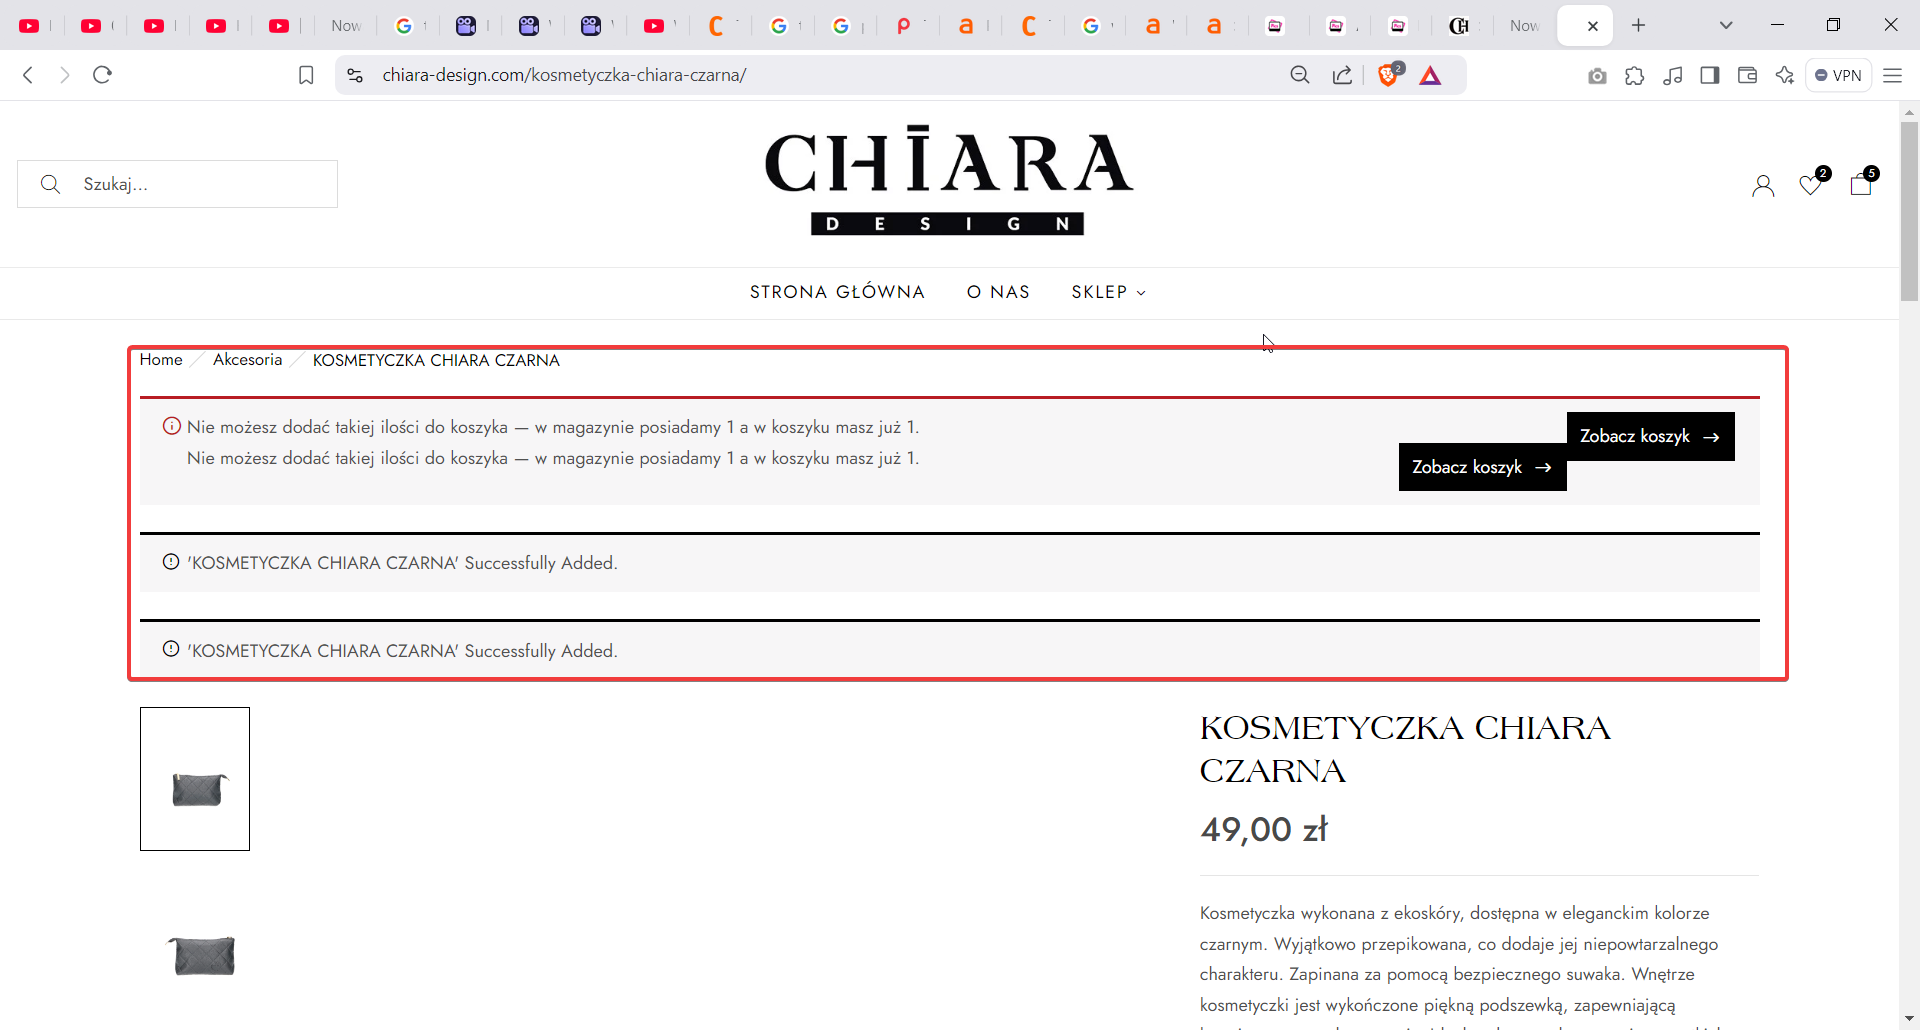 Now
Now
chiara-design.com/kosmetyczka-chiara-czarna/
2
VPN
CHIARA
DESIGN
Szukaj...
2
5
STRONA GŁÓWNA
O NAS
SKLEP
Home
Akcesoria
KOSMETYCZKA CHIARA CZARNA
Nie możesz dodać takiej ilości do koszyka — w magazynie posiadamy 1 a w koszyku masz już 1.
Zobacz koszyk →
Nie możesz dodać takiej ilości do koszyka — w magazynie posiadamy 1 a w koszyku masz już 1.
Zobacz koszyk →
'KOSMETYCZKA CHIARA CZARNA' Successfully Added.
'KOSMETYCZKA CHIARA CZARNA' Successfully Added.
KOSMETYCZKA CHIARA
CZARNA
49,00 zł
Kosmetyczka wykonana z ekoskóry, dostępna w eleganckim kolorze
czarnym. Wyjątkowo przepikowana, co dodaje jej niepowtarzalnego
charakteru. Zapinana za pomocą bezpiecznego suwaka. Wnętrze
kosmetyczki jest wykończone piękną podszewką, zapewniającą